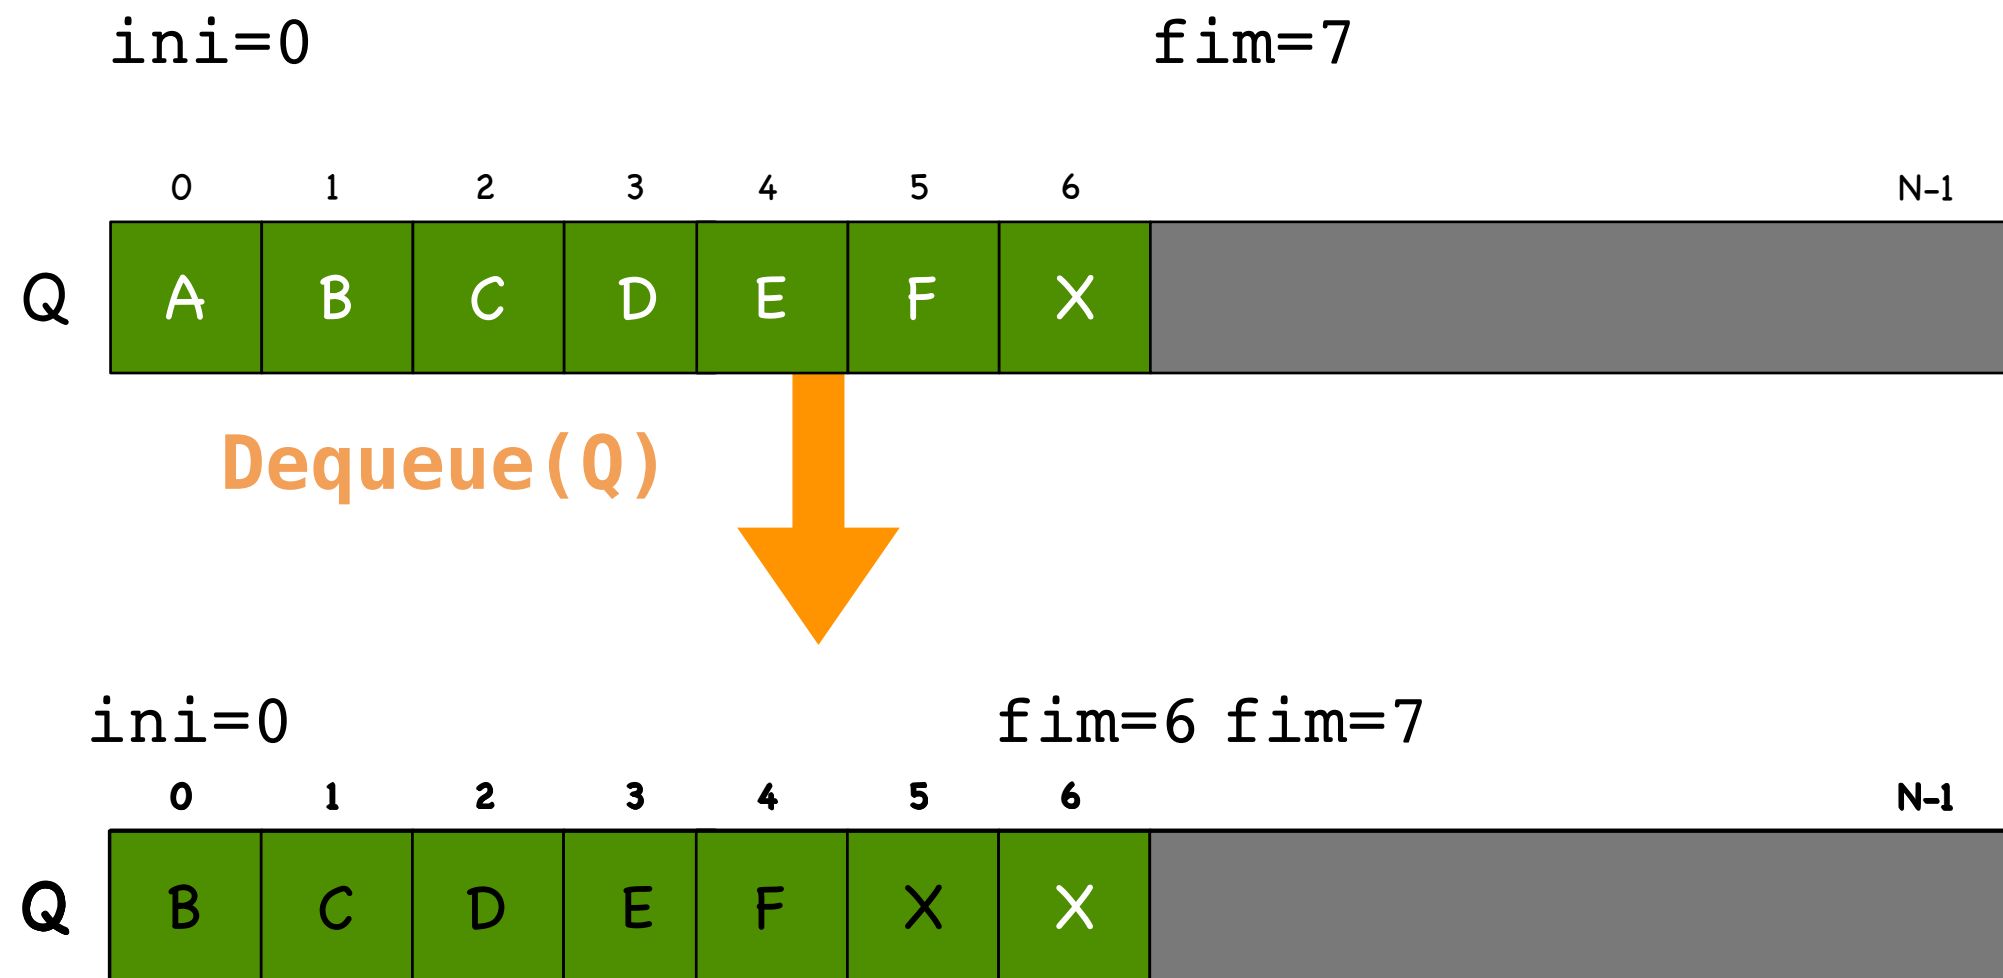 ini=0 fim=7
0 1 2 3 4 5 6 N-1
Q A B C D E F X
Dequeue(Q)
ini=0 fim=6 fim=7
0 1 2 3 4 5 6 N-1
Q B C D E F X X